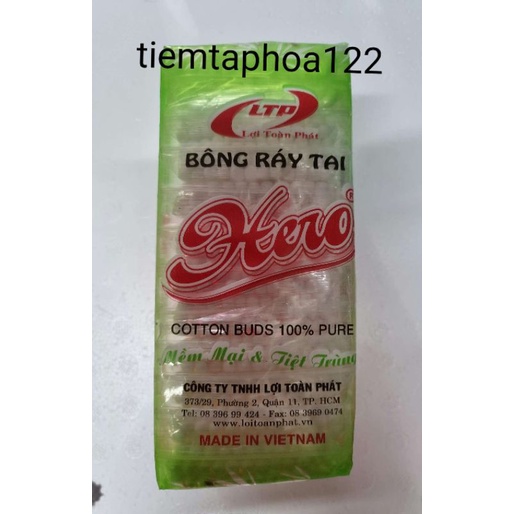 tiemtaphoa122
LTP
Lợi Toàn Phát
BÔNG RÁY TAI
Hero
COTTON BUDS 100% PURE
Mềm Mại & Tiệt Trùng
CÔNG TY TNHH LỢI TOÀN PHÁT
373/29, Phường 2, Quận 11, TP. HCM
Tel: 08 396 99 424 - Fax: 08 3969 0474
www.loitoanphat.vn
MADE IN VIETNAM